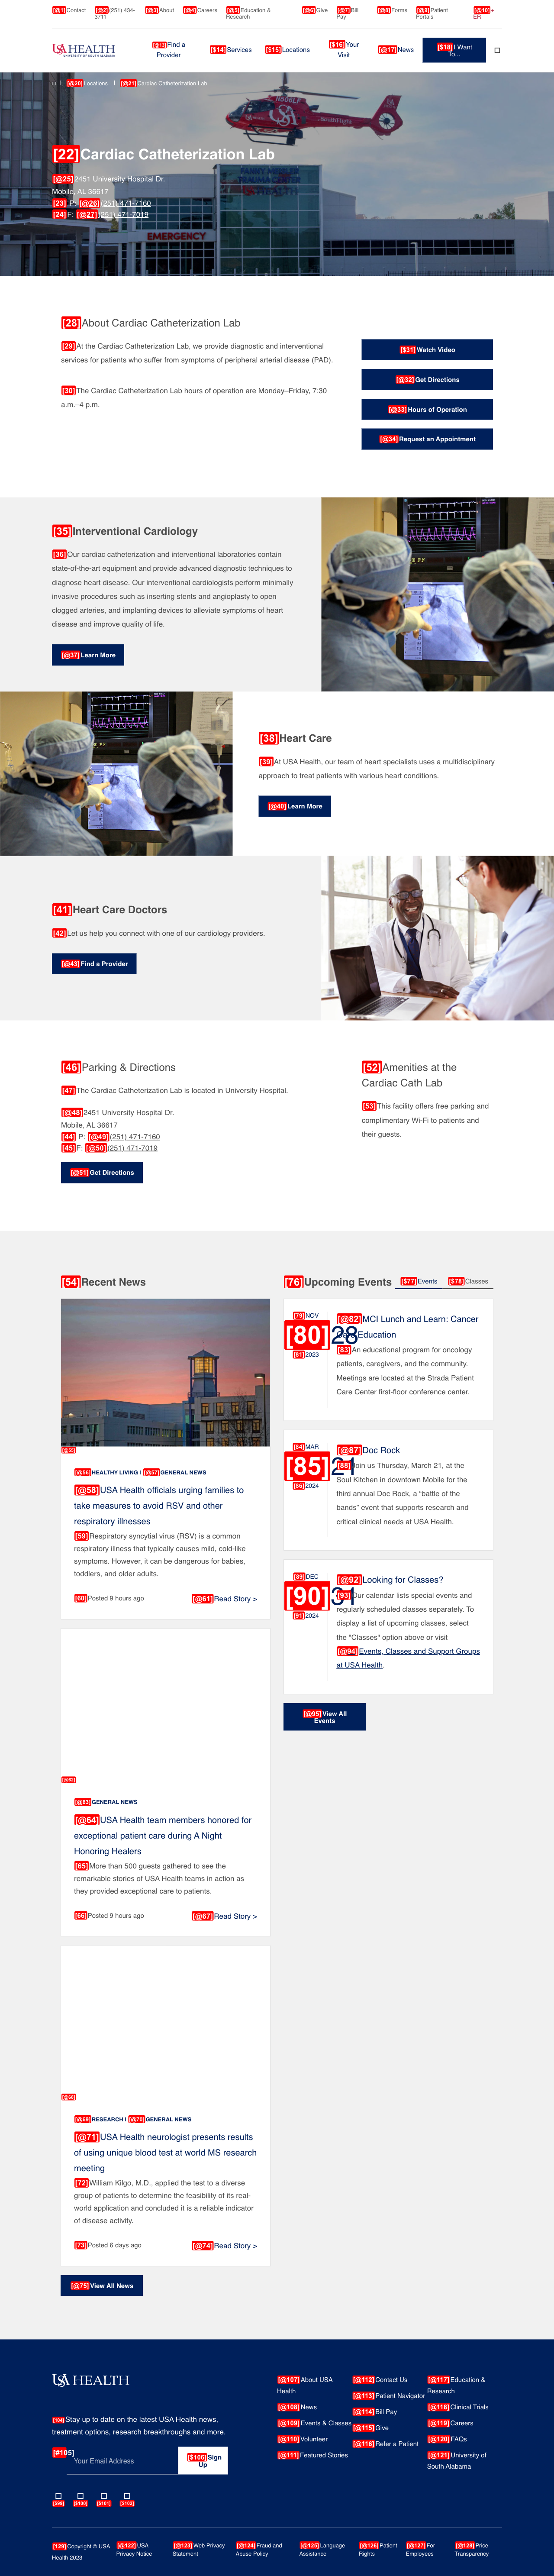 [@1]Contact [@2](251) 434-3711 [@3]About [@4]Careers [@5]Education & Research [@6]Give [@7]Bill Pay [@8]Forms [@9]Patient Portals [@10]+ ER
USA HEALTH
UNIVERSITY OF SOUTH ALABAMA
[@13]Find a Provider [$14]Services [$15]Locations [$16]Your Visit [@17]News [$18]I Want To...
[@20]Locations | [@21]Cardiac Catheterization Lab
[22]Cardiac Catheterization Lab
[@25]2451 University Hospital Dr.
Mobile, AL 36617
[23] P: [@26](251) 471-7160
[24] F: [@27](251) 471-7019
EMERGENCY
[28]About Cardiac Catheterization Lab
[29]At the Cardiac Catheterization Lab, we provide diagnostic and interventional
services for patients who suffer from symptoms of peripheral arterial disease (PAD).
[30]The Cardiac Catheterization Lab hours of operation are Monday–Friday, 7:30
a.m.–4 p.m.
[$31]Watch Video
[@32]Get Directions
[@33]Hours of Operation
[@34]Request an Appointment
[35]Interventional Cardiology
[36]Our cardiac catheterization and interventional laboratories contain
state-of-the-art equipment and provide advanced diagnostic techniques to
diagnose heart disease. Our interventional cardiologists perform minimally
invasive procedures such as inserting stents and angioplasty to open
clogged arteries, and implanting devices to alleviate symptoms of heart
disease and improve quality of life.
[@37]Learn More
[38]Heart Care
[39]At USA Health, our team of heart specialists uses a multidisciplinary
approach to treat patients with various heart conditions.
[@40]Learn More
[41]Heart Care Doctors
[42]Let us help you connect with one of our cardiology providers.
[@43]Find a Provider
[46]Parking & Directions
[47]The Cardiac Catheterization Lab is located in University Hospital.
[@48]2451 University Hospital Dr.
Mobile, AL 36617
[44] P: [@49](251) 471-7160
[45]F: [@50](251) 471-7019
[@51]Get Directions
[52]Amenities at the
Cardiac Cath Lab
[53]This facility offers free parking and
complimentary Wi-Fi to patients and
their guests.
[54]Recent News
[@55]
[@56]HEALTHY LIVING | [@57]GENERAL NEWS
[@58]USA Health officials urging families to
take measures to avoid RSV and other
respiratory illnesses
[59]Respiratory syncytial virus (RSV) is a common
respiratory illness that typically causes mild, cold-like
symptoms. However, it can be dangerous for babies,
toddlers, and older adults.
[60]Posted 9 hours ago [@61]Read Story >
[@62]
[@63]GENERAL NEWS
[@64]USA Health team members honored for
exceptional patient care during A Night
Honoring Healers
[65]More than 500 guests gathered to see the
remarkable stories of USA Health teams in action as
they provided exceptional care to patients.
[66]Posted 9 hours ago [@67]Read Story >
[@68]
[@69]RESEARCH | [@70]GENERAL NEWS
[@71]USA Health neurologist presents results
of using unique blood test at world MS research
meeting
[72]William Kilgo, M.D., applied the test to a diverse
group of patients to determine the feasibility of its real-
world application and concluded it is a reliable indicator
of disease activity.
[73]Posted 6 days ago [@74]Read Story >
[@75]View All News
[76]Upcoming Events [$77]Events [$78]Classes
[79]NOV
[80]28
[81]2023
[@82]MCI Lunch and Learn: Cancer
Care Education
[83]An educational program for oncology
patients, caregivers, and the community.
Meetings are located at the Strada Patient
Care Center first-floor conference center.
[84]MAR
[85]21
[86]2024
[@87]Doc Rock
[88]Join us Thursday, March 21, at the
Soul Kitchen in downtown Mobile for the
third annual Doc Rock, a “battle of the
bands” event that supports research and
critical clinical needs at USA Health.
[89]DEC
[90]31
[91]2024
[@92]Looking for Classes?
[93]Our calendar lists special events and
regularly scheduled classes separately. To
display a list of upcoming classes, select
the "Classes" option above or visit
[@94]Events, Classes and Support Groups
at USA Health.
[@95]View All
Events
USA HEALTH
[104]Stay up to date on the latest USA Health news,
treatment options, research breakthroughs and more.
[#105] Your Email Address [$106]Sign Up
[$99] [$100] [$101] [$102]
[@107]About USA Health
[@108]News
[@109]Events & Classes
[@110]Volunteer
[@111]Featured Stories
[@112]Contact Us
[@113]Patient Navigator
[@114]Bill Pay
[@115]Give
[@116]Refer a Patient
[@117]Education & Research
[@118]Clinical Trials
[@119]Careers
[@120]FAQs
[@121]University of South Alabama
[129]Copyright © USA Health 2023 [@122]USA Privacy Notice [@123]Web Privacy Statement [@124]Fraud and Abuse Policy [@125]Language Assistance [@126]Patient Rights [@127]For Employees [@128]Price Transparency